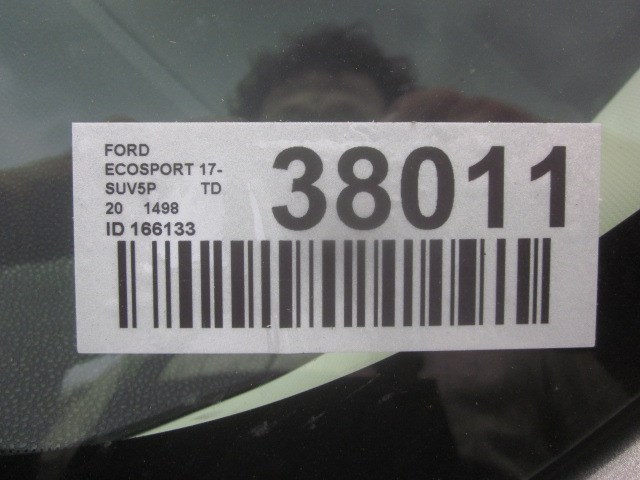 FORD
ECOSPORT 17-
SUV5P TD
20 1498
ID 166133
38011